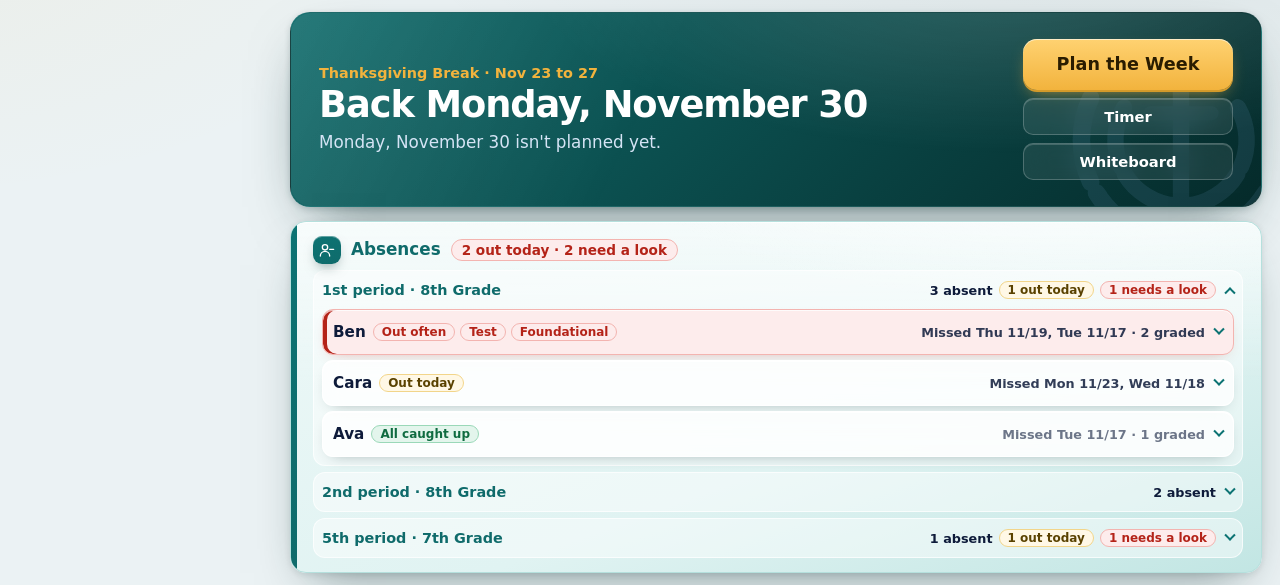 Thanksgiving Break · Nov 23 to 27
Back Monday, November 30
Monday, November 30 isn't planned yet.
Plan the Week
Timer
Whiteboard
Absences 2 out today · 2 need a look
1st period · 8th Grade 3 absent 1 out today 1 needs a look
Ben Out often Test Foundational Missed Thu 11/19, Tue 11/17 · 2 graded
Cara Out today Missed Mon 11/23, Wed 11/18
Ava All caught up Missed Tue 11/17 · 1 graded
2nd period · 8th Grade 2 absent
5th period · 7th Grade 1 absent 1 out today 1 needs a look